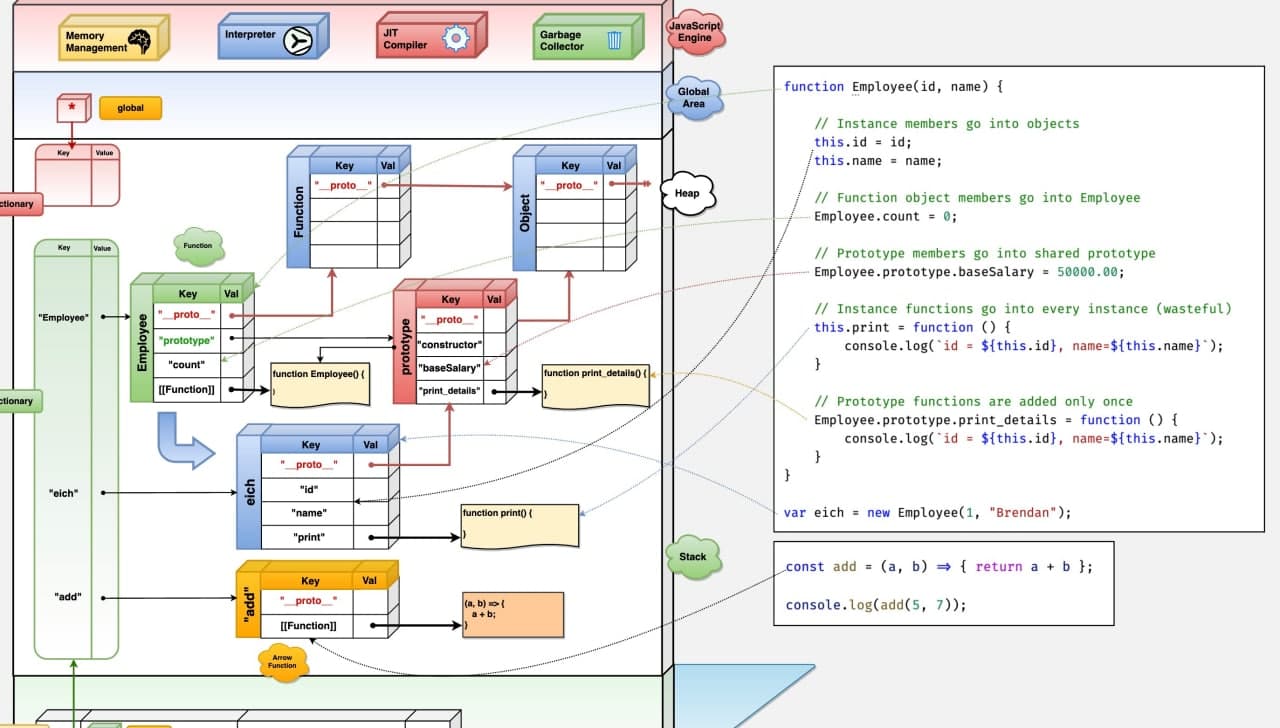 Memory
Management
Interpreter
JIT
Compiler
Garbage
Collector
JavaScript
Engine
*
global
Global
Area
Key Value
ctionary
Function
Key Val
"__proto__"
Object
Key Val
"__proto__"
Heap
Key Value
"Employee"
"eich"
"add"
ctionary
Function
Employee
Key Val
"__proto__"
"prototype"
"count"
[[Function]]
function Employee() {
}
prototype
Key Val
"__proto__"
"constructor"
"baseSalary"
"print_details"
function print_details() {
}
eich
Key Val
"__proto__"
"id"
"name"
"print"
function print() {
}
Stack
"add"
Key Val
"__proto__"
[[Function]]
(a, b) => {
a + b;
}
Arrow
Function
function Employee(id, name) {
// Instance members go into objects
this.id = id;
this.name = name;
// Function object members go into Employee
Employee.count = 0;
// Prototype members go into shared prototype
Employee.prototype.baseSalary = 50000.00;
// Instance functions go into every instance (wasteful)
this.print = function () {
console.log(`id = ${this.id}, name=${this.name}`);
}
// Prototype functions are added only once
Employee.prototype.print_details = function () {
console.log(`id = ${this.id}, name=${this.name}`);
}
}
var eich = new Employee(1, "Brendan");
const add = (a, b) => { return a + b };
console.log(add(5, 7));